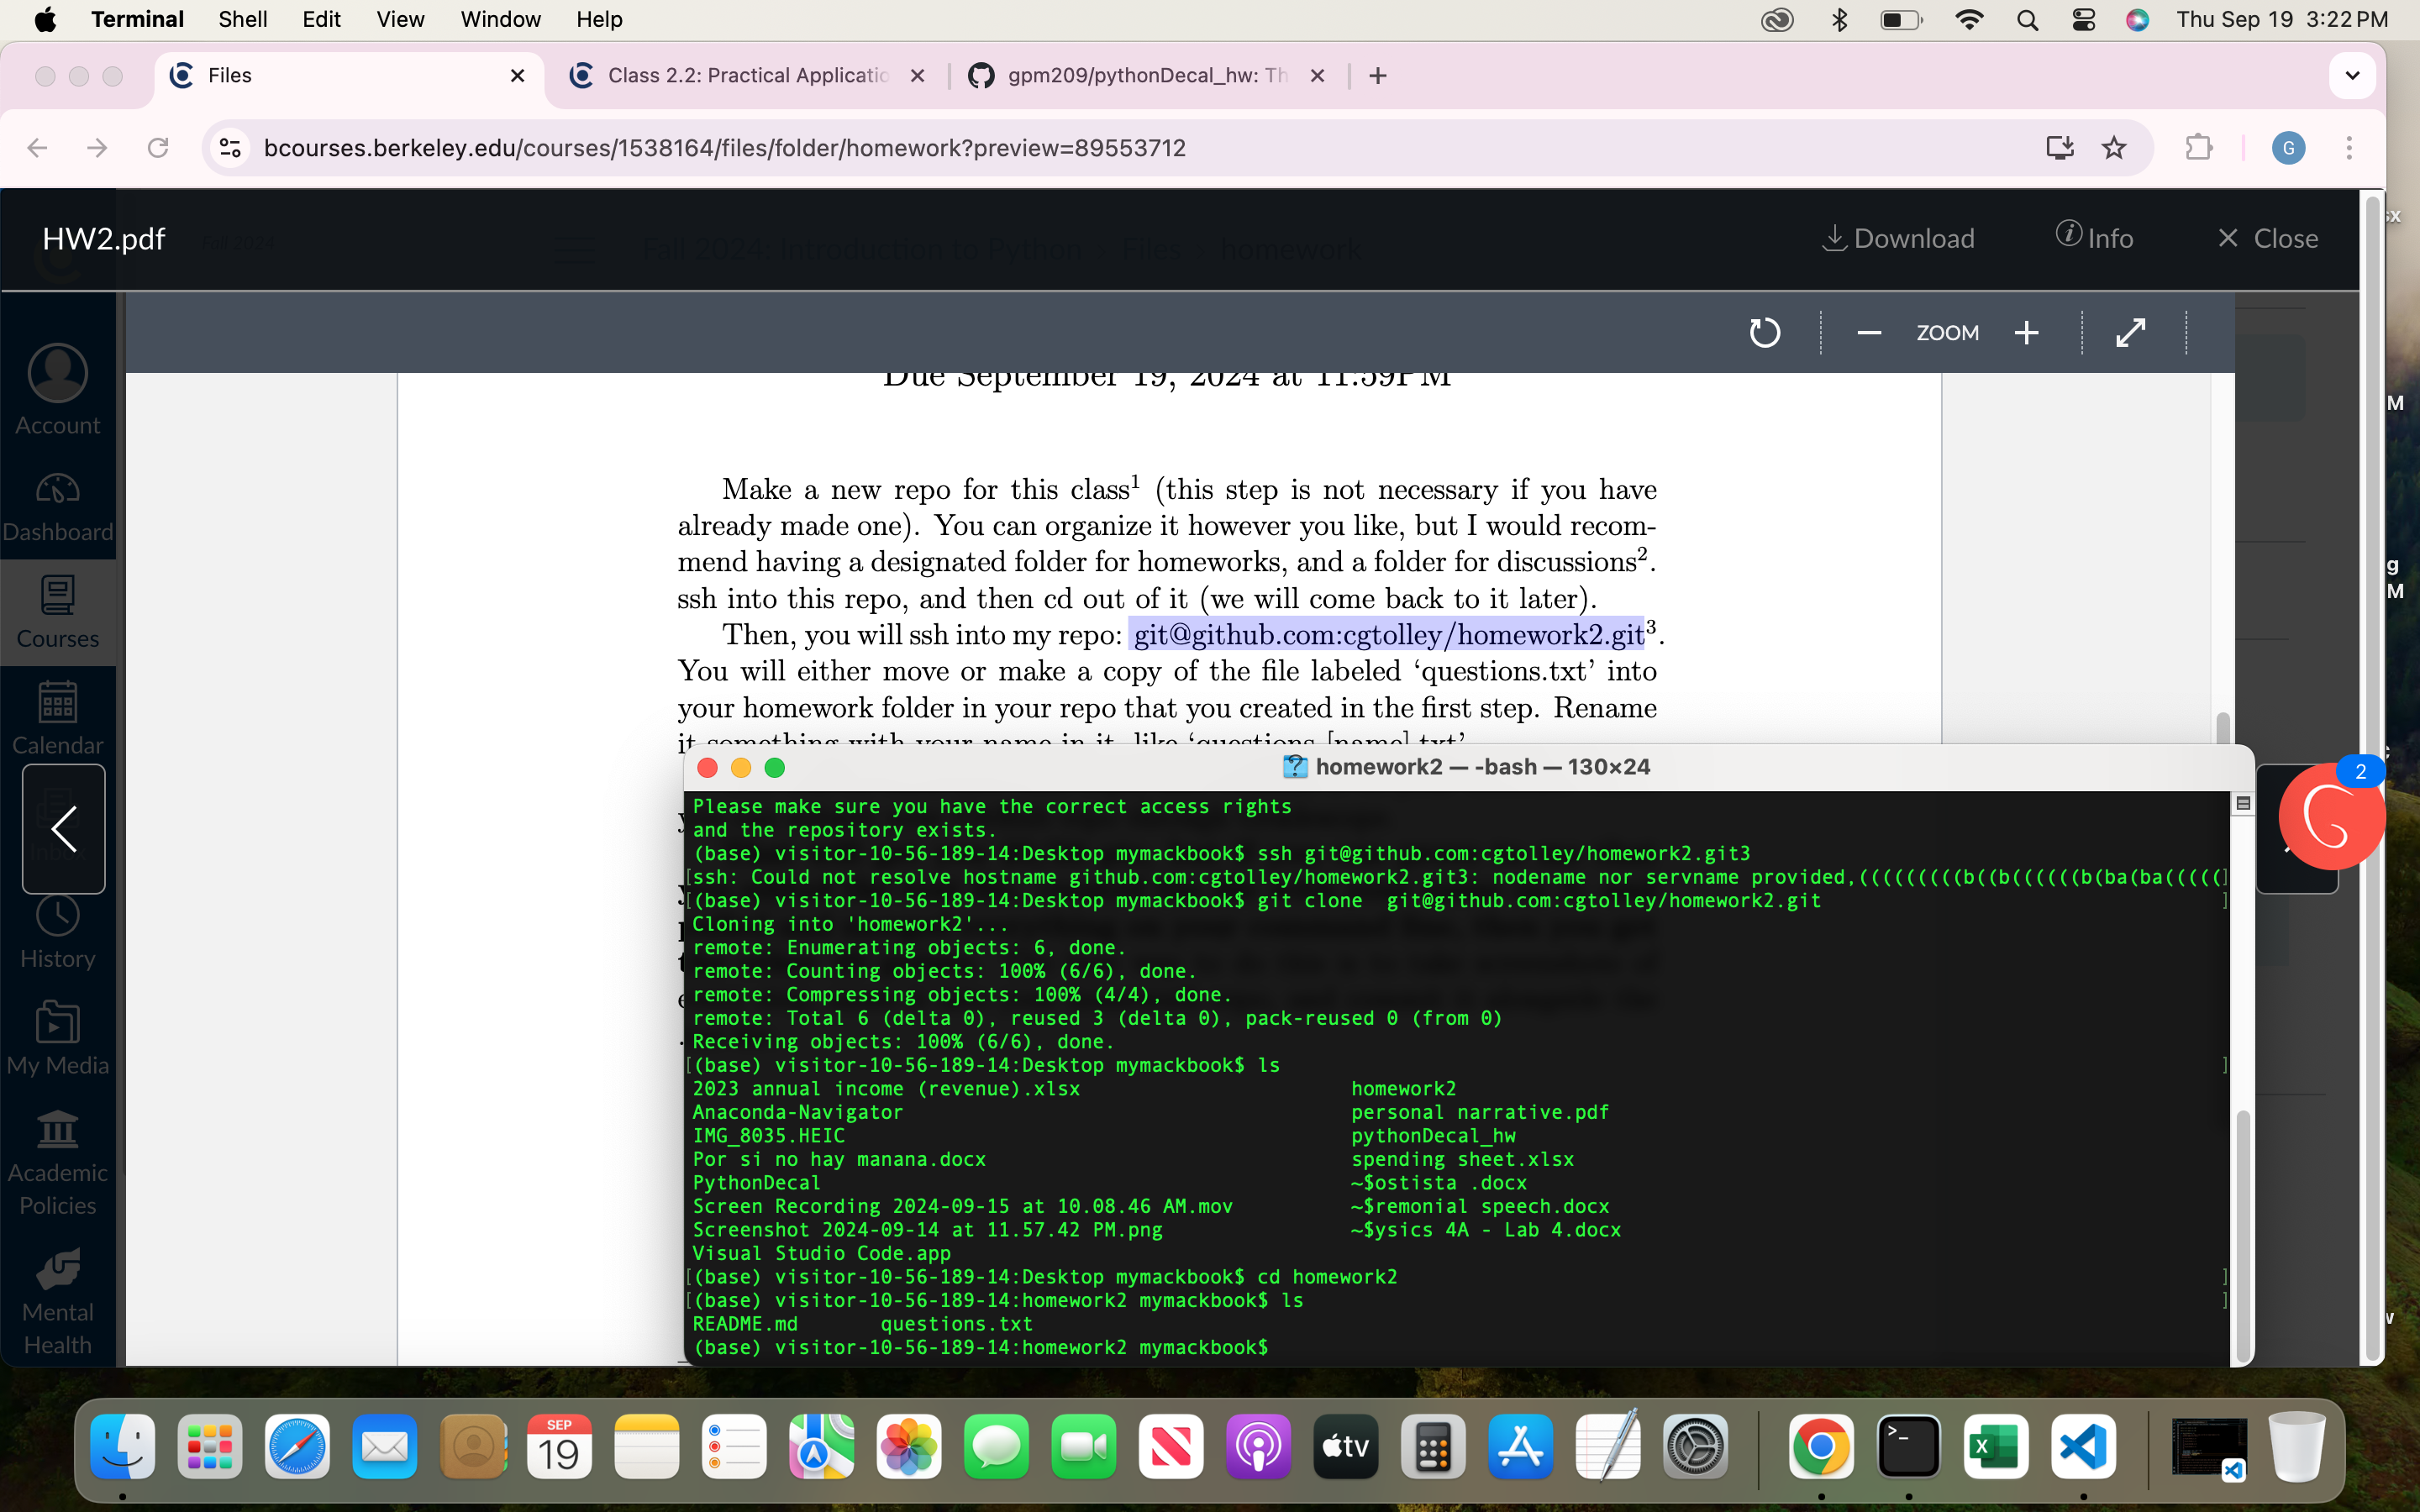 Terminal Shell Edit View Window Help Thu Sep 19 3:22 PM
Files Class 2.2: Practical Applicatio gpm209/pythonDecal_hw: Th
bcourses.berkeley.edu/courses/1538164/files/folder/homework?preview=89553712 G
HW2.pdf Download Info Close
Fall 2024: Introduction to Python Files homework
ZOOM
Due September 19, 2024 at 11:59PM
Account
Dashboard
Courses
Calendar
Inbox
History
My Media
Academic
Policies
Mental
Health
Make a new repo for this class1 (this step is not necessary if you have
already made one). You can organize it however you like, but I would recom-
mend having a designated folder for homeworks, and a folder for discussions2.
ssh into this repo, and then cd out of it (we will come back to it later).
Then, you will ssh into my repo: git@github.com:cgtolley/homework2.git3.
You will either move or make a copy of the file labeled ‘questions.txt’ into
your homework folder in your repo that you created in the first step. Rename
it something with your name in it, like ‘questions_[name].txt’
homework2 — -bash — 130×24
2
Please make sure you have the correct access rights
and the repository exists.
(base) visitor-10-56-189-14:Desktop mymackbook$ ssh git@github.com:cgtolley/homework2.git3
[ssh: Could not resolve hostname github.com:cgtolley/homework2.git3: nodename nor servname provided,(((((((((b((b((((((b(ba(ba(((((]
[(base) visitor-10-56-189-14:Desktop mymackbook$ git clone  git@github.com:cgtolley/homework2.git ]
Cloning into 'homework2'...
remote: Enumerating objects: 6, done.
remote: Counting objects: 100% (6/6), done.
remote: Compressing objects: 100% (4/4), done.
remote: Total 6 (delta 0), reused 3 (delta 0), pack-reused 0 (from 0)
Receiving objects: 100% (6/6), done.
[(base) visitor-10-56-189-14:Desktop mymackbook$ ls ]
2023 annual income (revenue).xlsx homework2
Anaconda-Navigator personal narrative.pdf
IMG_8035.HEIC pythonDecal_hw
Por si no hay manana.docx spending sheet.xlsx
PythonDecal ~$ostista .docx
Screen Recording 2024-09-15 at 10.08.46 AM.mov ~$remonial speech.docx
Screenshot 2024-09-14 at 11.57.42 PM.png ~$ysics 4A - Lab 4.docx
Visual Studio Code.app
[(base) visitor-10-56-189-14:Desktop mymackbook$ cd homework2 ]
[(base) visitor-10-56-189-14:homework2 mymackbook$ ls ]
README.md questions.txt
(base) visitor-10-56-189-14:homework2 mymackbook$
SEP
19
tv